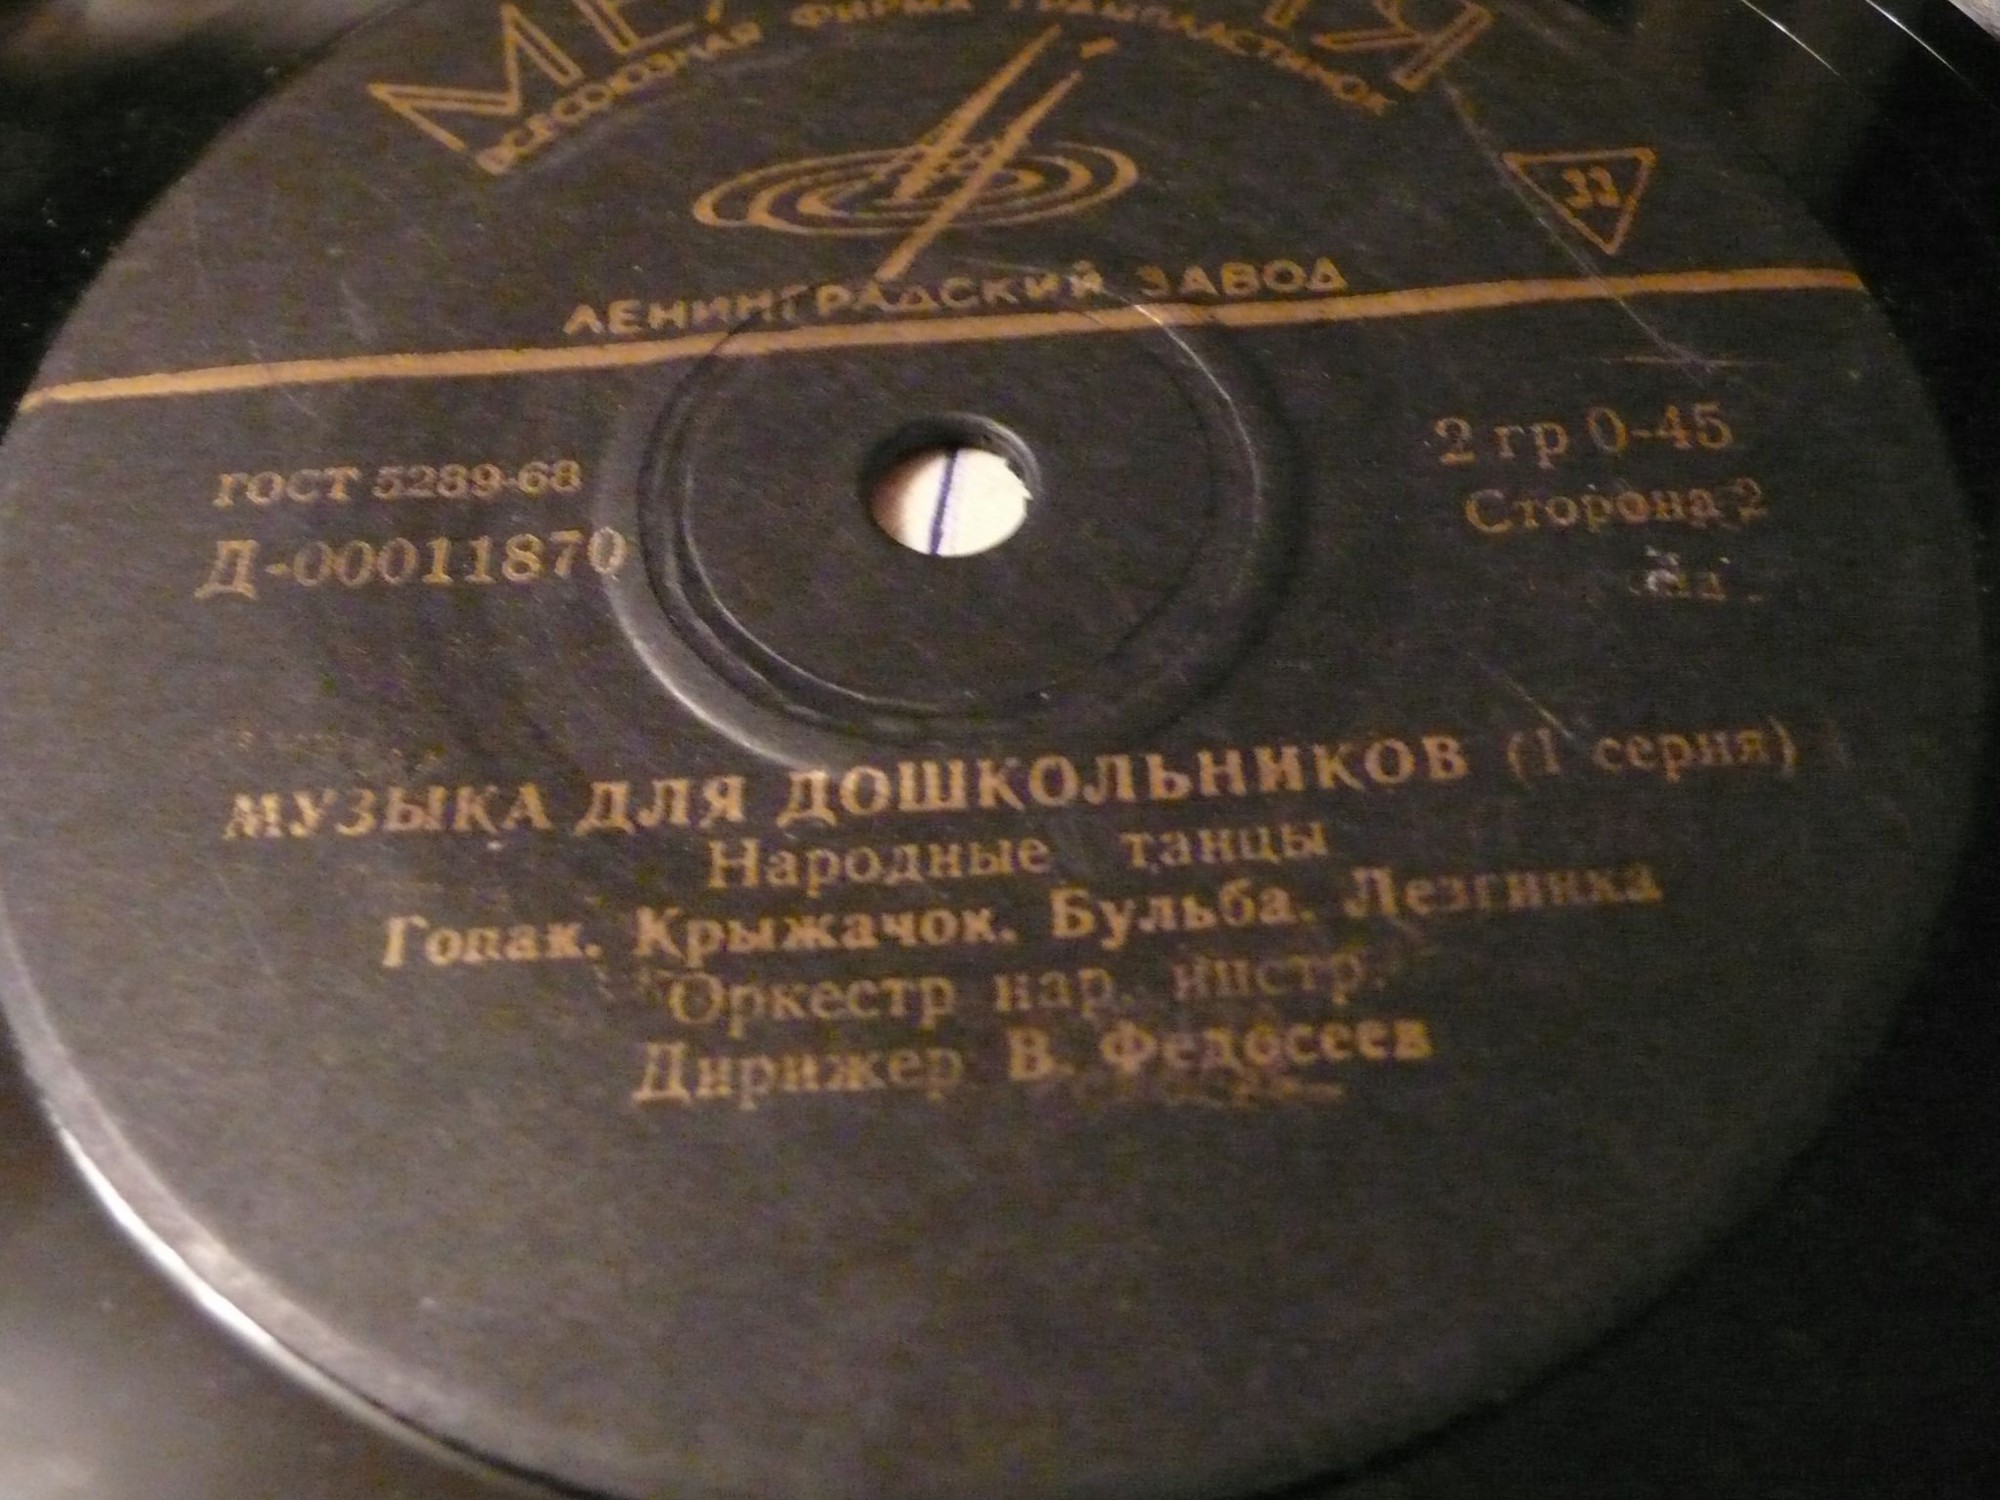 ВСЕСОЮЗНАЯ ФИРМА ГРАМПЛАСТИНОК
33
ЛЕНИНГРАДСКИЙ ЗАВОД
ГОСТ 5289-68
Д-00011870
2 гр 0-45
Сторона 2
МУЗЫКА ДЛЯ ДОШКОЛЬНИКОВ (1 серия)
Народные танцы
Гопак. Крыжачок. Бульба. Лезгинка
Оркестр нар. инстр.
Дирижер В. Федосеев